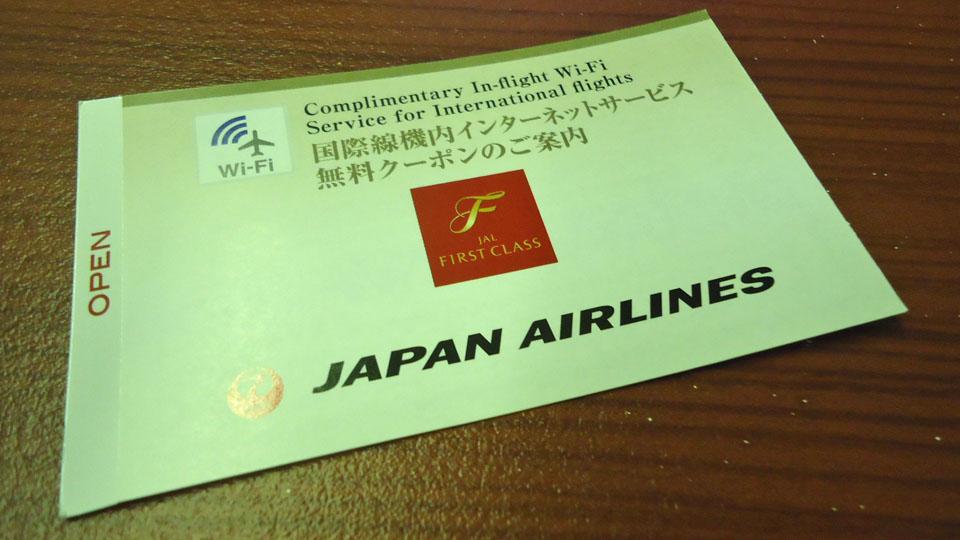 Complimentary In-flight Wi-Fi
Service for International flights
国際線機内インターネットサービス
無料クーポンのご案内
Wi-Fi
F
JAL
FIRST CLASS
OPEN
JAPAN AIRLINES